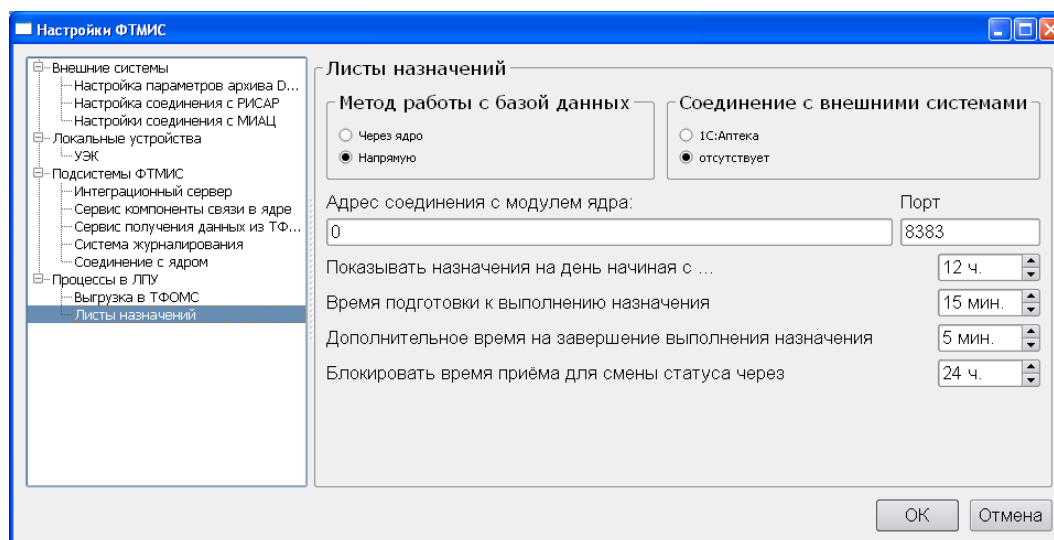 Настройки ФТМИС
Внешние системы
Настройка параметров архива D...
Настройка соединения с РИСАР
Настройки соединения с МИАЦ
Локальные устройства
УЭК
Подсистемы ФТМИС
Интеграционный сервер
Сервис компоненты связи в ядре
Сервис получения данных из ТФ...
Система журналирования
Соединение с ядром
Процессы в ЛПУ
Выгрузка в ТФОМС
Листы назначений
Листы назначений
Метод работы с базой данных
Через ядро
Напрямую
Соединение с внешними системами
1С:Аптека
отсутствует
Адрес соединения с модулем ядра: Порт
0 8383
Показывать назначения на день начиная с ... 12 ч.
Время подготовки к выполнению назначения 15 мин.
Дополнительное время на завершение выполнения назначения 5 мин.
Блокировать время приёма для смены статуса через 24 ч.
OK Отмена